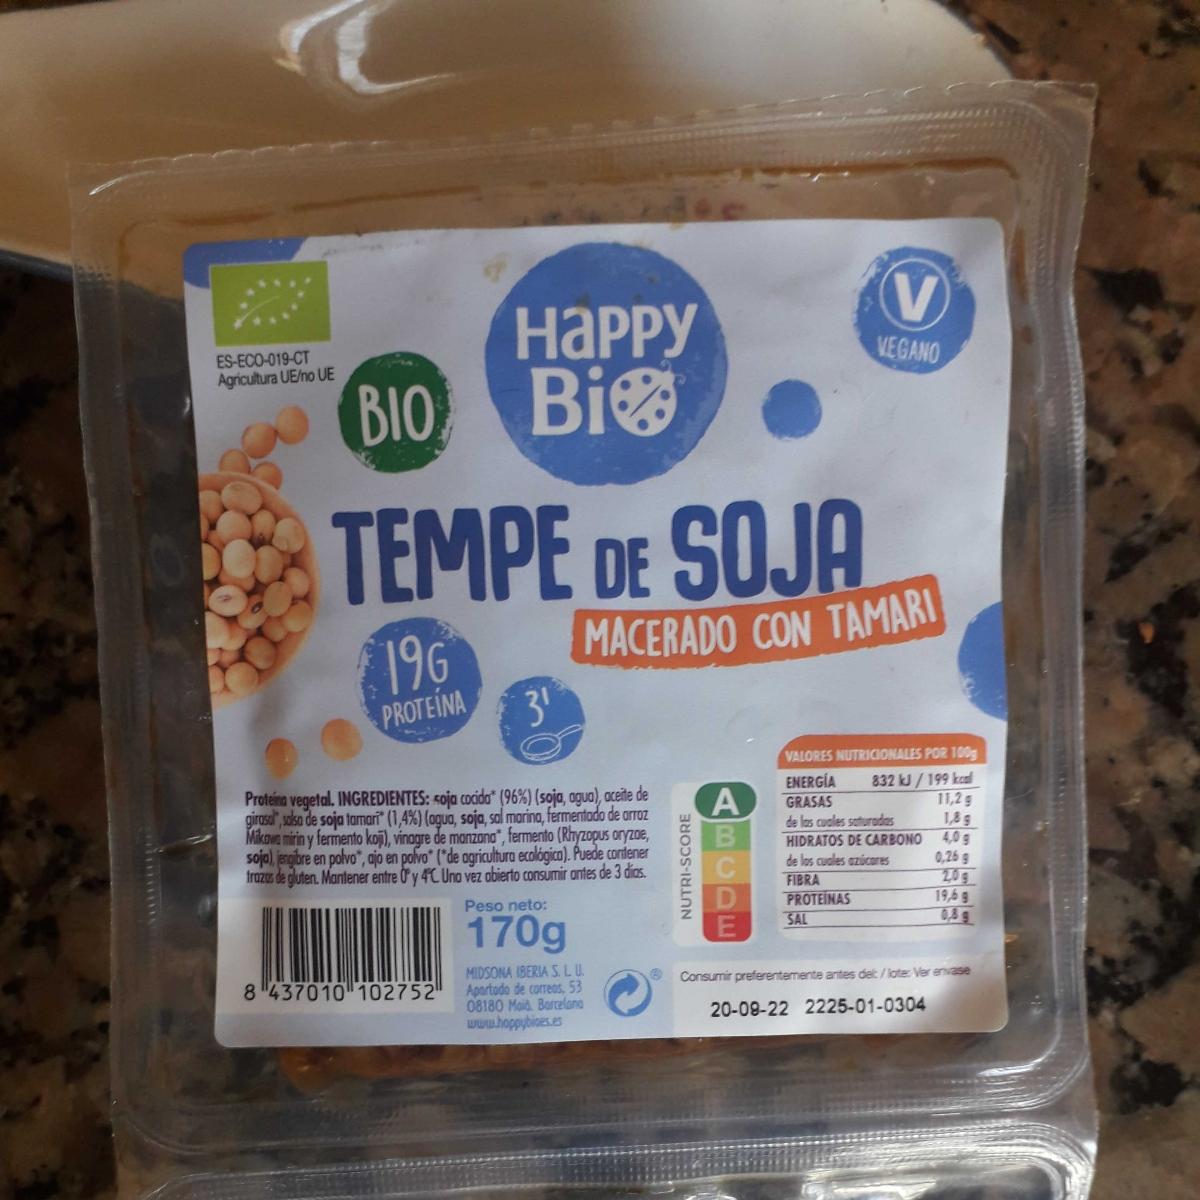 ES-ECO-019-CT
Agricultura UE/no UE
BIO
HaPPY
BiO
V
VEGANO
TEMPE DE SOJA
MACERADO CON TAMARI
19G
PROTEÍNA
3'
Proteína vegetal. INGREDIENTES: soja cocida* (96%) (soja, agua), aceite de
girasol*, salsa de soja tamari* (1,4%) (agua, soja, sal marina, fermentado de arroz
Mikawa mirin y fermento koji), vinagre de manzana*, fermento (Rhyzopus oryzae,
soja), jengibre en polvo*, ajo en polvo* (*de agricultura ecológica). Puede contener
trazas de gluten. Mantener entre 0° y 4°C. Una vez abierto consumir antes de 3 días.
8 437010 102752
Peso neto:
170g
MIDSONA IBERIA S. L. U.
Apartado de correos, 53
08180 Moià. Barcelona
www.happybioes.es
®
NUTRI-SCORE
A
B
C
D
E
VALORES NUTRICIONALES POR 100g
ENERGÍA 832 kJ / 199 kcal
GRASAS 11,2 g
de las cuales saturadas 1,8 g
HIDRATOS DE CARBONO 4,0 g
de los cuales azúcares 0,26 g
FIBRA 2,0 g
PROTEÍNAS 19,6 g
SAL 0,8 g
Consumir preferentemente antes del: / lote: Ver envase
20-09-22 2225-01-0304